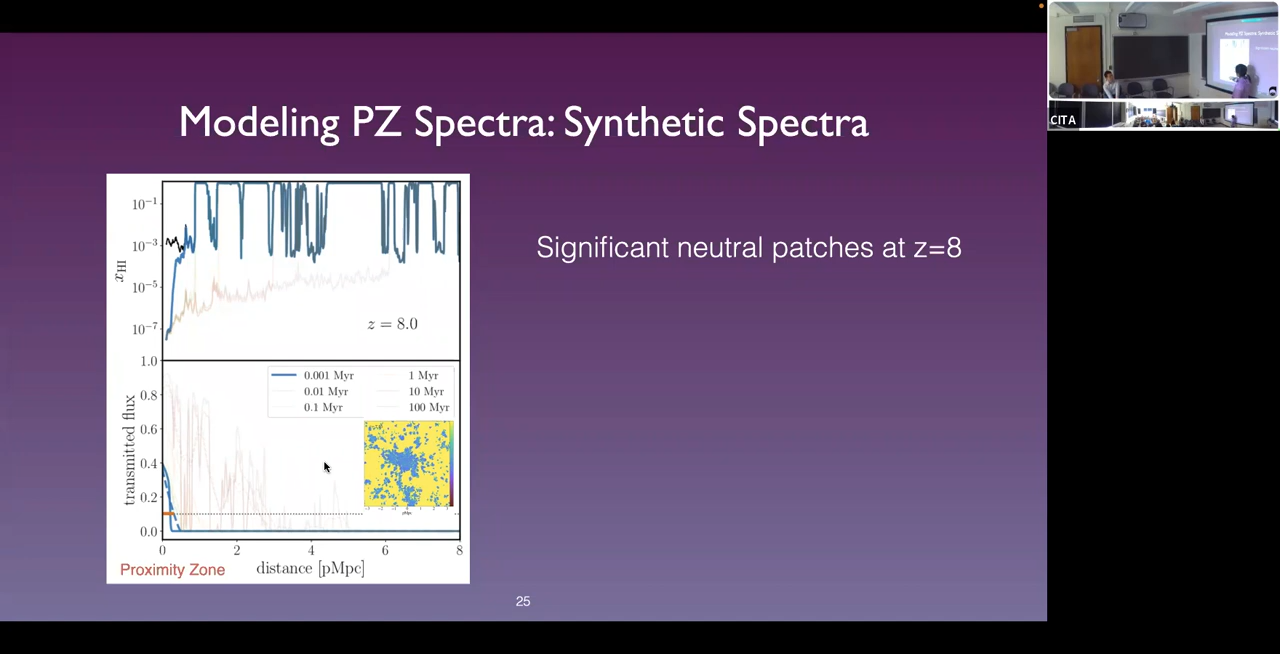 Modeling PZ Spectra: Synthetic Spectra
Significant neutral patches at z=8
10⁻¹
10⁻³
10⁻⁵
10⁻⁷
x_HI
z = 8.0
1.0
0.8
0.6
0.4
0.2
0.0
transmitted flux
0.001 Myr
0.01 Myr
0.1 Myr
1 Myr
10 Myr
100 Myr
0 2 4 6 8
Proximity Zone
distance [pMpc]
25
CITA